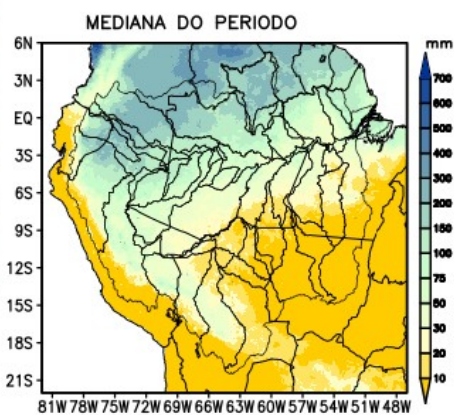 MEDIANA DO PERIODO
mm
6N
3N
EQ
3S
6S
9S
12S
15S
18S
21S
700
600
500
400
300
200
150
100
75
50
30
20
10
81W 78W 75W 72W 69W 66W 63W 60W 57W 54W 51W 48W